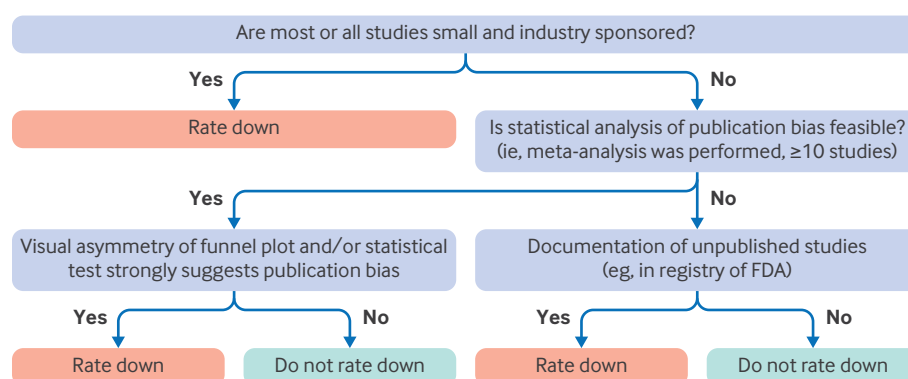 Are most or all studies small and industry sponsored?
Yes
No
Rate down
Is statistical analysis of publication bias feasible?
(ie, meta-analysis was performed, ≥10 studies)
Yes
No
Visual asymmetry of funnel plot and/or statistical
test strongly suggests publication bias
Documentation of unpublished studies
(eg, in registry of FDA)
Yes
No
Yes
No
Rate down
Do not rate down
Rate down
Do not rate down